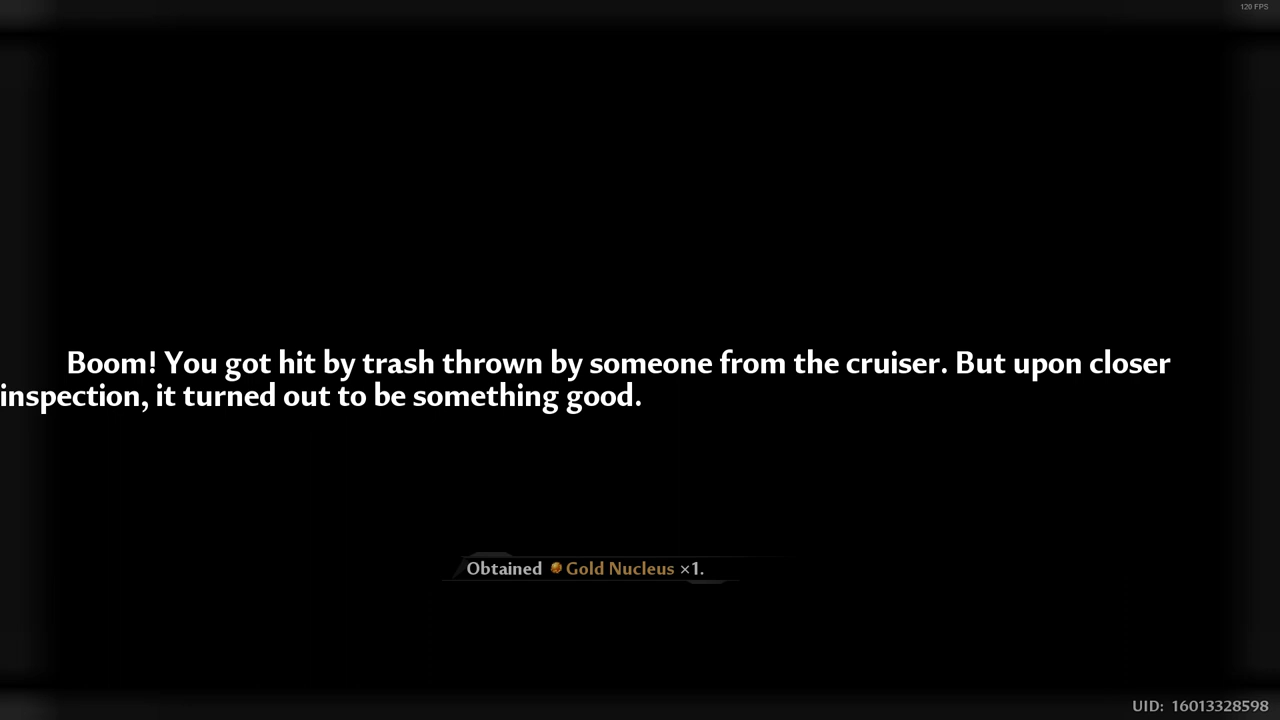 120 FPS
Boom! You got hit by trash thrown by someone from the cruiser. But upon closer
inspection, it turned out to be something good.
Obtained Gold Nucleus ×1.
UID: 16013328598